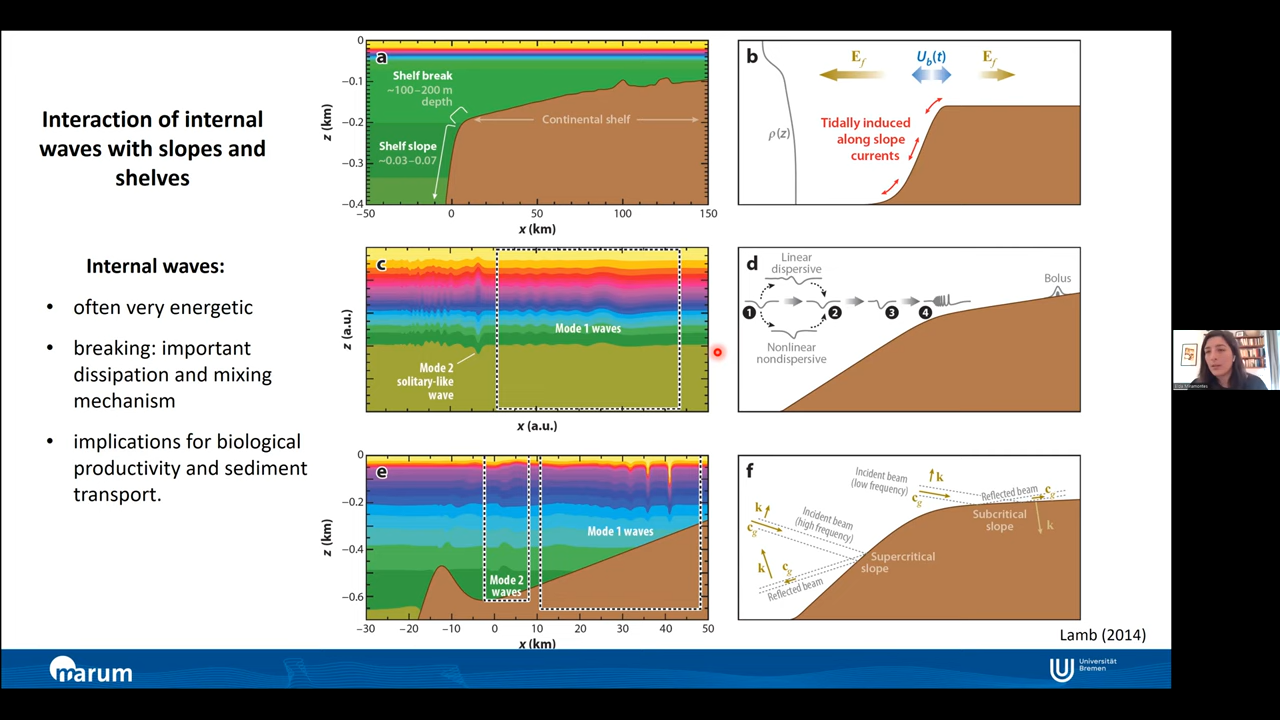 Interaction of internal
waves with slopes and
shelves
Internal waves:
• often very energetic
• breaking: important
dissipation and mixing
mechanism
• implications for biological
productivity and sediment
transport.
a
Shelf break
~100–200 m
depth
Shelf slope
~0.03–0.07
Continental shelf
z (km)
0
−0.1
−0.2
−0.3
−0.4
−50 0 50 100 150
x (km)
b
E_f U_b(t) E_f
ρ(z)
Tidally induced
along slope
currents
c
Mode 1 waves
Mode 2
solitary-like
wave
z (a.u.)
x (a.u.)
d
Linear
dispersive
1 2 3 4
Nonlinear
nondispersive
Bolus
e
Mode 1 waves
Mode 2
waves
z (km)
0
−0.2
−0.4
−0.6
−30 −20 −10 0 10 20 30 40 50
x (km)
f
Incident beam
(low frequency)
k
c_g
Reflected beam
c_g
Subcritical
slope
k
Incident beam
(high frequency)
k
c_g
Supercritical
slope
k
c_g
Reflected beam
Lamb (2014)
marum
Universität
Bremen